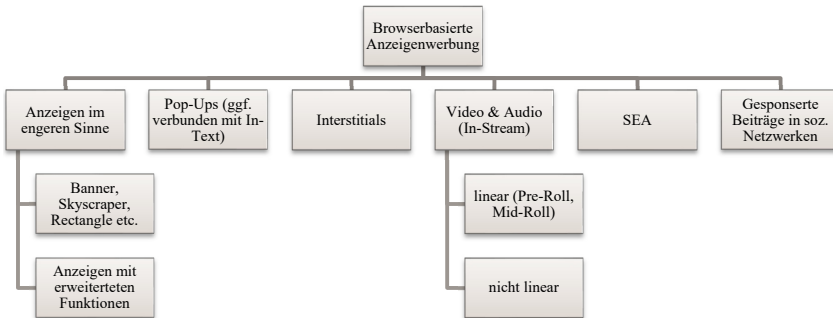 Browserbasierte
Anzeigenwerbung
Anzeigen im
engeren Sinne
Pop-Ups (ggf.
verbunden mit In-
Text)
Interstitials
Video & Audio
(In-Stream)
SEA
Gesponserte
Beiträge in soz.
Netzwerken
Banner,
Skyscraper,
Rectangle etc.
linear (Pre-Roll,
Mid-Roll)
Anzeigen mit
erweiterteten
Funktionen
nicht linear